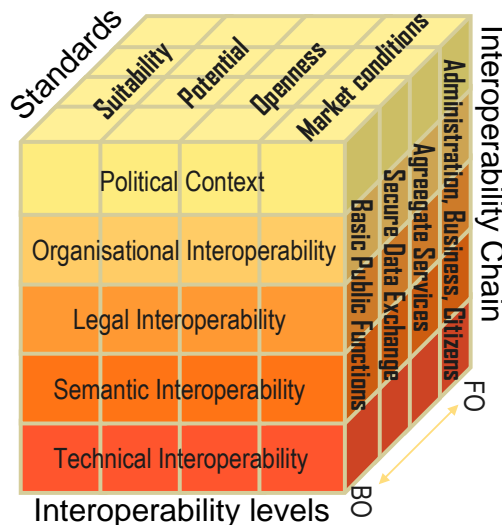 Standards
Suitability
Potential
Openness
Market conditions
Interoperability Chain
Political Context
Organisational Interoperability
Legal Interoperability
Semantic Interoperability
Technical Interoperability
Basic Public Functions
Secure Data Exchange
Agreegate Services
Administration, Business, Citizens
BO
FO
Interoperability levels